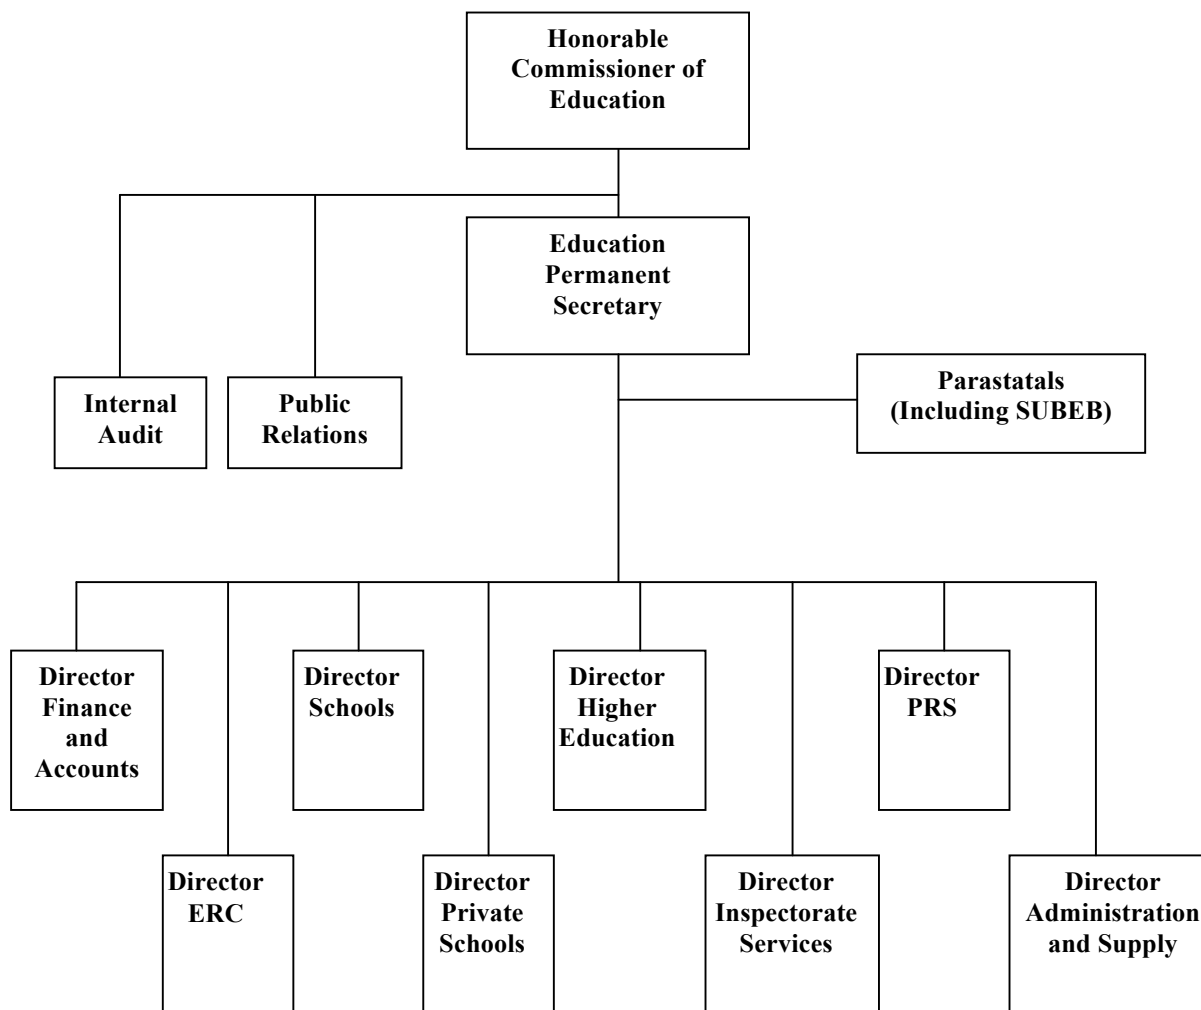 Honorable
Commissioner of
Education
Education
Permanent
Secretary
Internal
Audit
Public
Relations
Parastatals
(Including SUBEB)
Director
Finance
and
Accounts
Director
Schools
Director
Higher
Education
Director
PRS
Director
ERC
Director
Private
Schools
Director
Inspectorate
Services
Director
Administration
and Supply